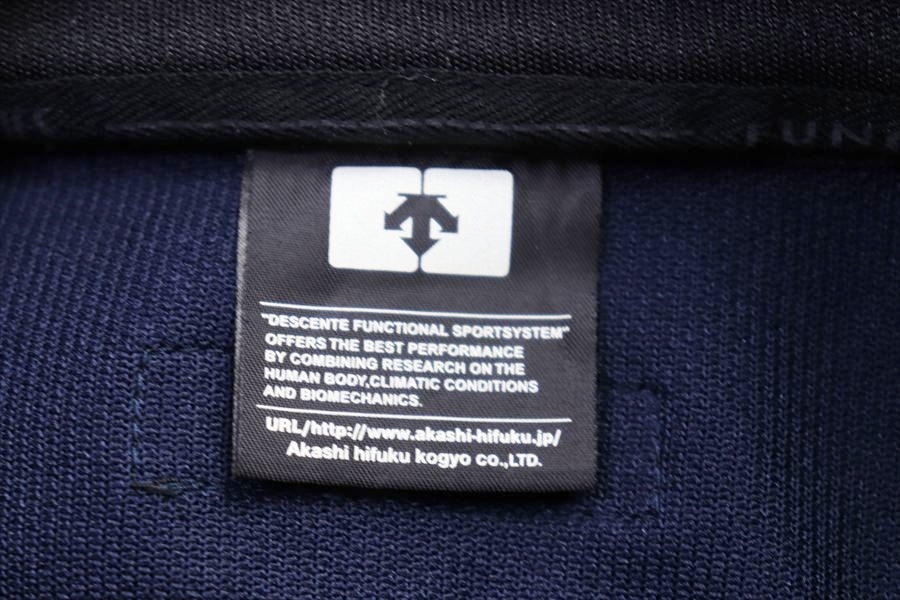 FUN
"DESCENTE FUNCTIONAL SPORTSYSTEM"
OFFERS THE BEST PERFORMANCE
BY COMBINING RESEARCH ON THE
HUMAN BODY,CLIMATIC CONDITIONS
AND BIOMECHANICS.
URL/http://www.akashi-hifuku.jp/
Akashi hifuku kogyo co.,LTD.